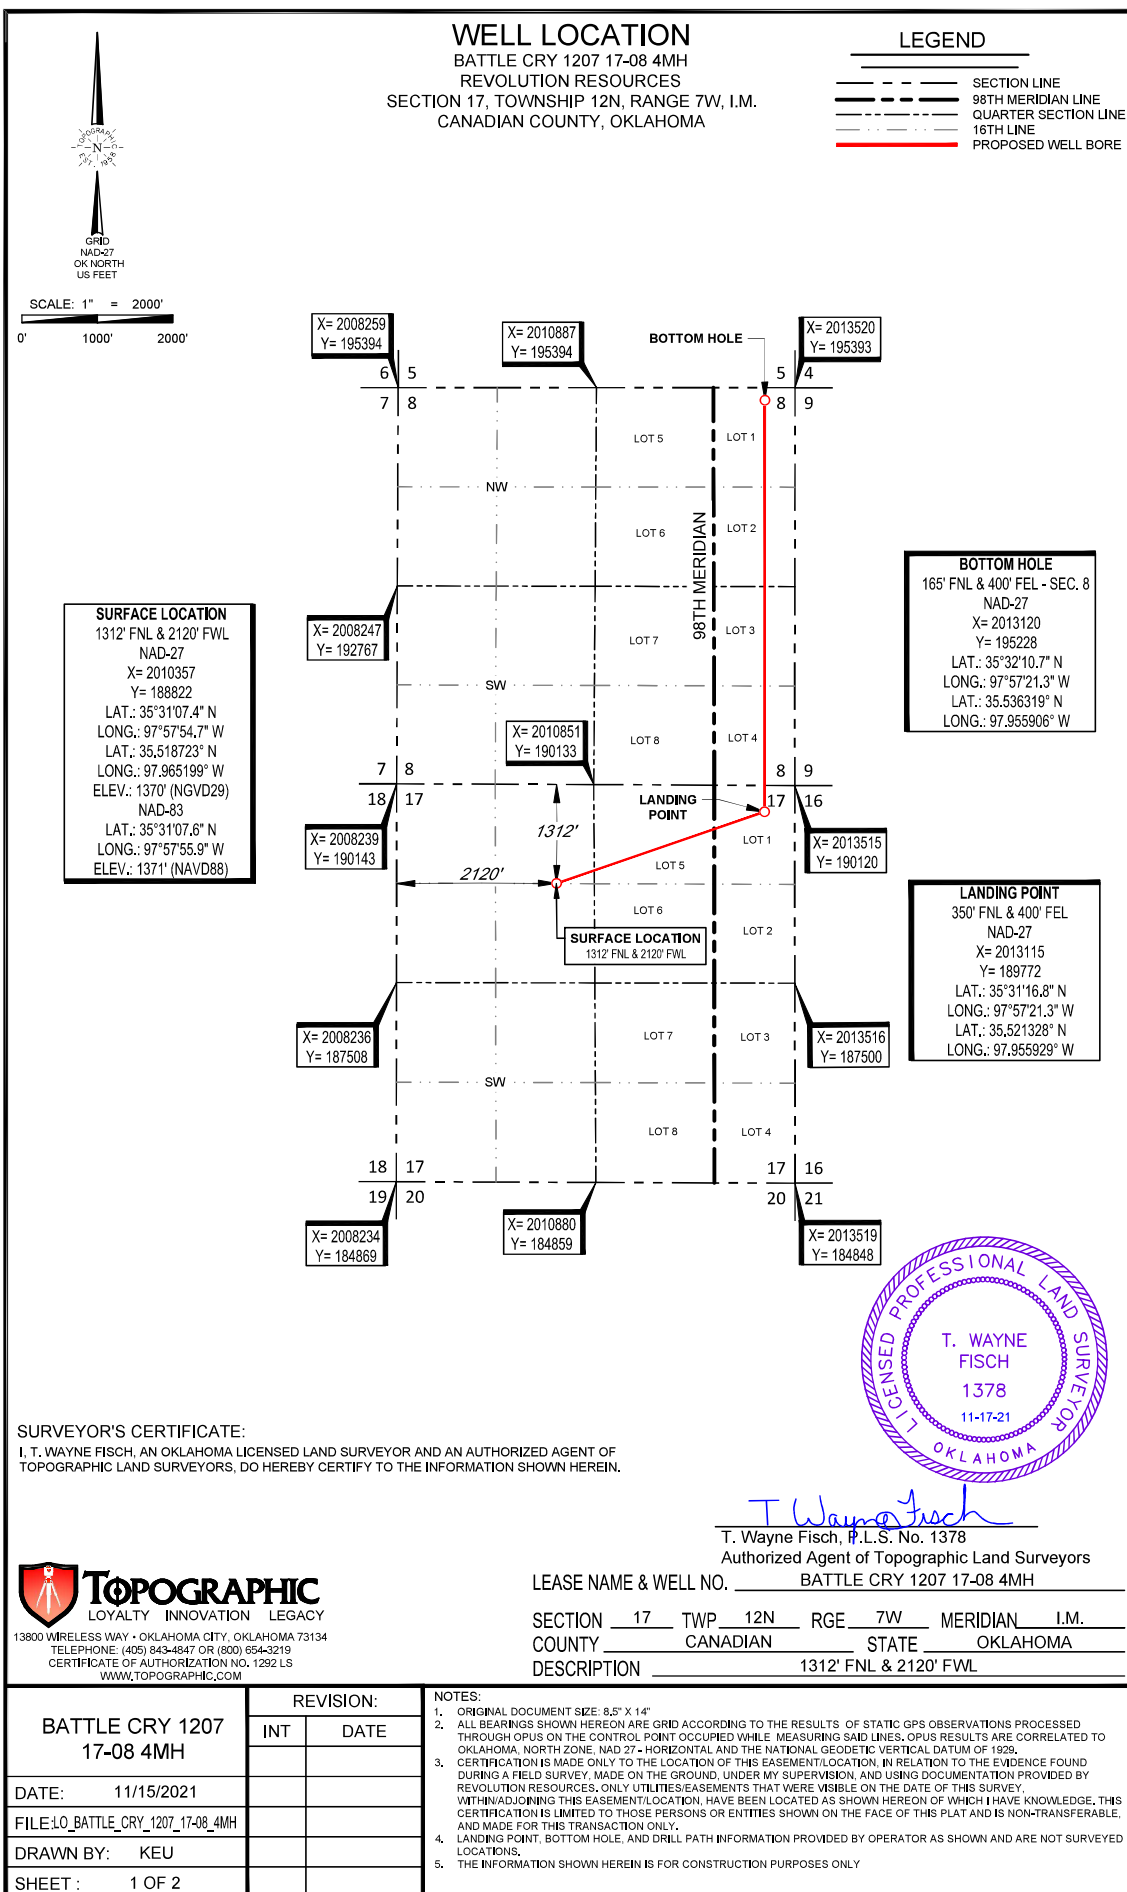 WELL LOCATION
BATTLE CRY 1207 17-08 4MH
REVOLUTION RESOURCES
SECTION 17, TOWNSHIP 12N, RANGE 7W, I.M.
CANADIAN COUNTY, OKLAHOMA
LEGEND
SECTION LINE
98TH MERIDIAN LINE
QUARTER SECTION LINE
16TH LINE
PROPOSED WELL BORE
TOPOGRAPHIC
N
EST. 1958
GRID
NAD-27
OK NORTH
US FEET
SCALE: 1" = 2000'
0' 1000' 2000'
X= 2008259
Y= 195394
X= 2010887
Y= 195394
BOTTOM HOLE
X= 2013520
Y= 195393
6 5
7 8
5 4
8 9
LOT 5
LOT 1
NW
LOT 6
LOT 2
98TH MERIDIAN
X= 2008247
Y= 192767
LOT 7
LOT 3
SW
LOT 8
LOT 4
X= 2010851
Y= 190133
SURFACE LOCATION
1312' FNL & 2120' FWL
NAD-27
X= 2010357
Y= 188822
LAT.: 35°31'07.4" N
LONG.: 97°57'54.7" W
LAT.: 35.518723° N
LONG.: 97.965199° W
ELEV.: 1370' (NGVD29)
NAD-83
LAT.: 35°31'07.6" N
LONG.: 97°57'55.9" W
ELEV.: 1371' (NAVD88)
BOTTOM HOLE
165' FNL & 400' FEL - SEC. 8
NAD-27
X= 2013120
Y= 195228
LAT.: 35°32'10.7" N
LONG.: 97°57'21.3" W
LAT.: 35.536319° N
LONG.: 97.955906° W
7 8
18 17
8 9
17 16
LANDING
POINT
1312'
X= 2008239
Y= 190143
X= 2013515
Y= 190120
LOT 1
LOT 5
2120'
LOT 6
LOT 2
SURFACE LOCATION
1312' FNL & 2120' FWL
LANDING POINT
350' FNL & 400' FEL
NAD-27
X= 2013115
Y= 189772
LAT.: 35°31'16.8" N
LONG.: 97°57'21.3" W
LAT.: 35.521328° N
LONG.: 97.955929° W
X= 2008236
Y= 187508
LOT 7
LOT 3
X= 2013516
Y= 187500
SW
LOT 8
LOT 4
18 17
19 20
17 16
20 21
X= 2008234
Y= 184869
X= 2010880
Y= 184859
X= 2013519
Y= 184848
LICENSED PROFESSIONAL LAND SURVEYOR
T. WAYNE
FISCH
1378
11-17-21
OKLAHOMA
SURVEYOR'S CERTIFICATE:
I, T. WAYNE FISCH, AN OKLAHOMA LICENSED LAND SURVEYOR AND AN AUTHORIZED AGENT OF
TOPOGRAPHIC LAND SURVEYORS, DO HEREBY CERTIFY TO THE INFORMATION SHOWN HEREIN.
T Wayne Fisch
T. Wayne Fisch, P.L.S. No. 1378
Authorized Agent of Topographic Land Surveyors
TOPOGRAPHIC
LOYALTY INNOVATION LEGACY
13800 WIRELESS WAY • OKLAHOMA CITY, OKLAHOMA 73134
TELEPHONE: (405) 843-4847 OR (800) 654-3219
CERTIFICATE OF AUTHORIZATION NO. 1292 LS
WWW.TOPOGRAPHIC.COM
LEASE NAME & WELL NO. BATTLE CRY 1207 17-08 4MH
SECTION 17 TWP 12N RGE 7W MERIDIAN I.M.
COUNTY CANADIAN STATE OKLAHOMA
DESCRIPTION 1312' FNL & 2120' FWL
BATTLE CRY 1207
17-08 4MH
REVISION:
INT DATE
DATE: 11/15/2021
FILE:LO_BATTLE_CRY_1207_17-08_4MH
DRAWN BY: KEU
SHEET : 1 OF 2
NOTES:
1. ORIGINAL DOCUMENT SIZE: 8.5" X 14"
2. ALL BEARINGS SHOWN HEREON ARE GRID ACCORDING TO THE RESULTS OF STATIC GPS OBSERVATIONS PROCESSED
THROUGH OPUS ON THE CONTROL POINT OCCUPIED WHILE MEASURING SAID LINES. OPUS RESULTS ARE CORRELATED TO
OKLAHOMA, NORTH ZONE, NAD 27 - HORIZONTAL AND THE NATIONAL GEODETIC VERTICAL DATUM OF 1929.
3. CERTIFICATION IS MADE ONLY TO THE LOCATION OF THIS EASEMENT/LOCATION, IN RELATION TO THE EVIDENCE FOUND
DURING A FIELD SURVEY, MADE ON THE GROUND, UNDER MY SUPERVISION, AND USING DOCUMENTATION PROVIDED BY
REVOLUTION RESOURCES. ONLY UTILITIES/EASEMENTS THAT WERE VISIBLE ON THE DATE OF THIS SURVEY,
WITHIN/ADJOINING THIS EASEMENT/LOCATION, HAVE BEEN LOCATED AS SHOWN HEREON OF WHICH I HAVE KNOWLEDGE. THIS
CERTIFICATION IS LIMITED TO THOSE PERSONS OR ENTITIES SHOWN ON THE FACE OF THIS PLAT AND IS NON-TRANSFERABLE,
AND MADE FOR THIS TRANSACTION ONLY.
4. LANDING POINT, BOTTOM HOLE, AND DRILL PATH INFORMATION PROVIDED BY OPERATOR AS SHOWN AND ARE NOT SURVEYED
LOCATIONS.
5. THE INFORMATION SHOWN HEREIN IS FOR CONSTRUCTION PURPOSES ONLY